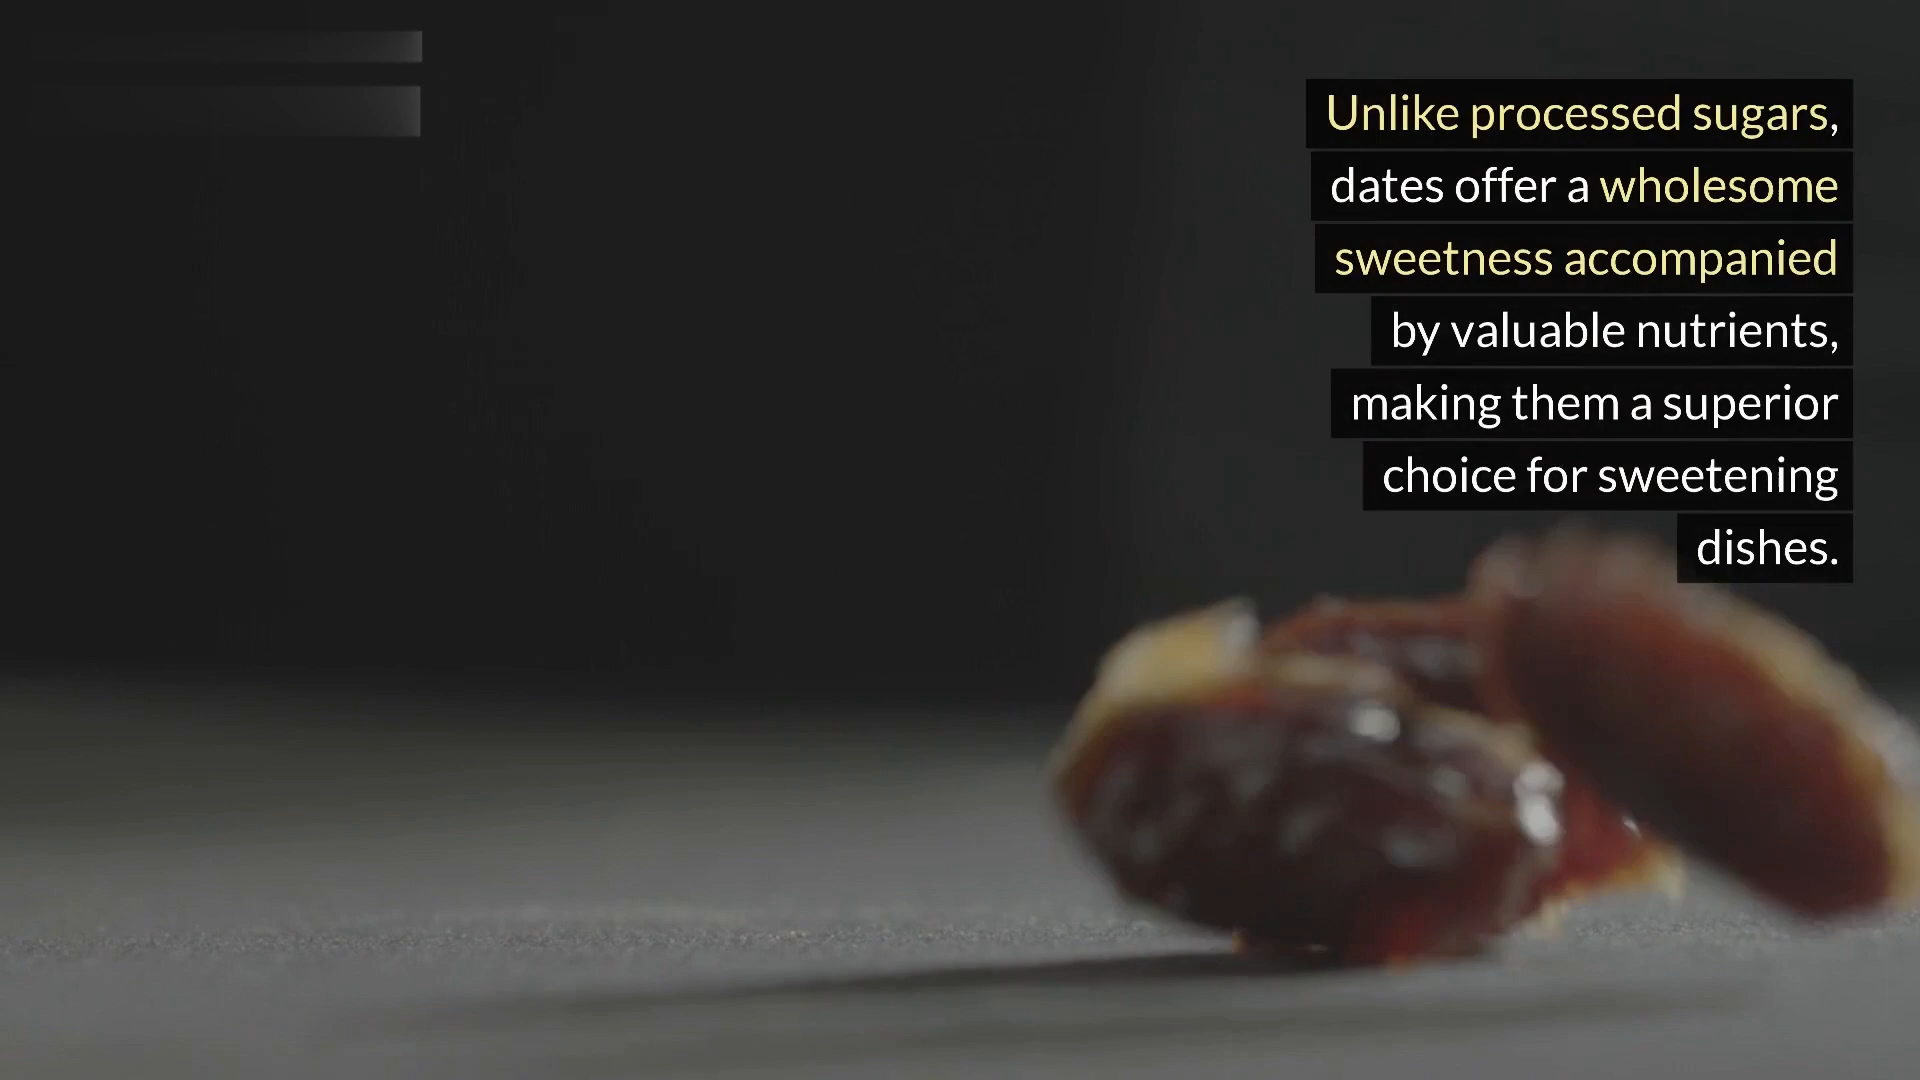 Unlike processed sugars,
dates offer a wholesome
sweetness accompanied
by valuable nutrients,
making them a superior
choice for sweetening
dishes.